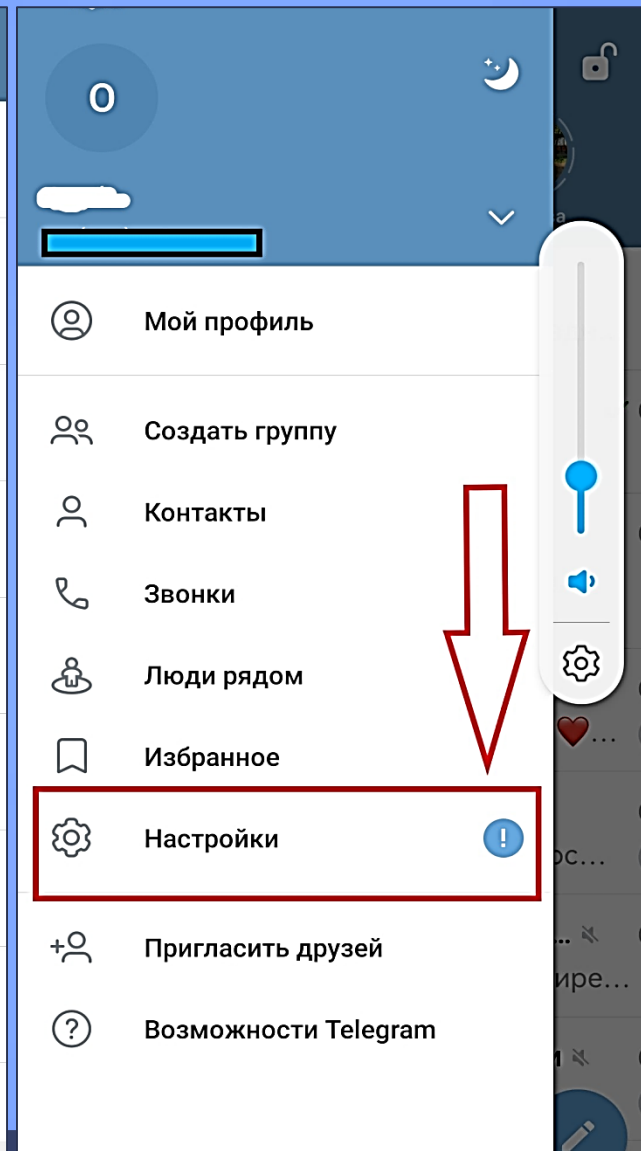 О
Мой профиль
Создать группу
Контакты
Звонки
Люди рядом
Избранное
Настройки
!
Пригласить друзей
Возможности Telegram